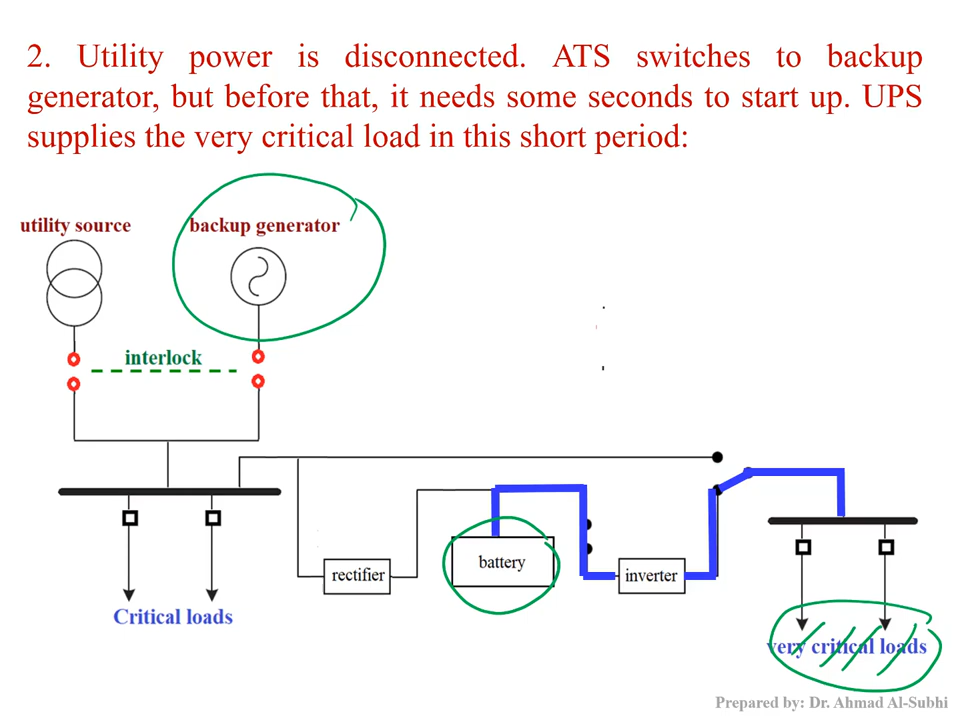 2. Utility power is disconnected. ATS switches to backup
generator, but before that, it needs some seconds to start up. UPS
supplies the very critical load in this short period:
utility source
backup generator
interlock
rectifier
battery
inverter
Critical loads
very critical loads
Prepared by: Dr. Ahmad Al-Subhi